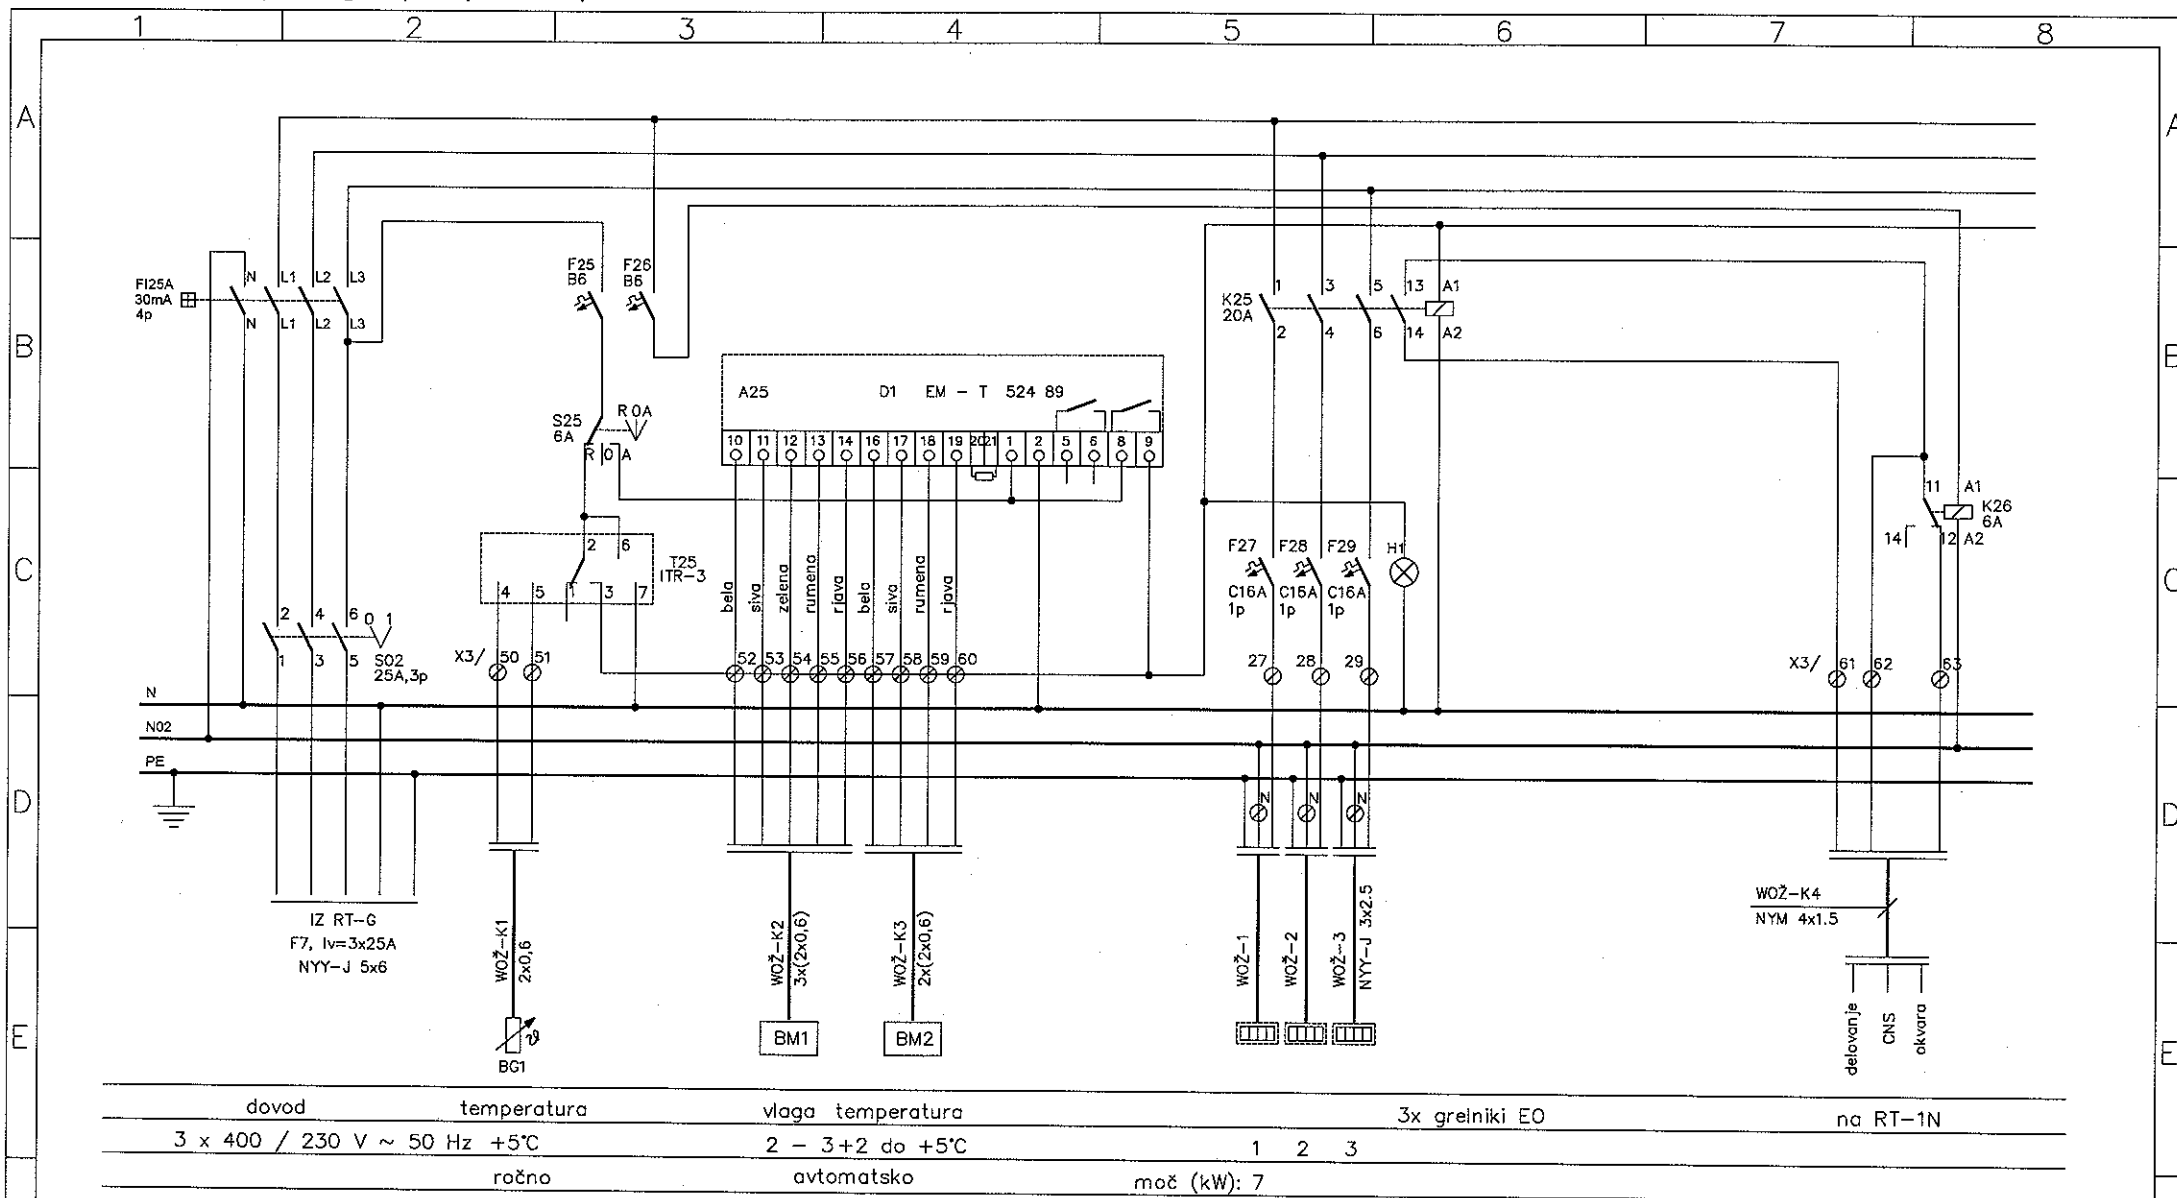 1 2 3 4 5 6 7 8
A A
N L1 L2 L3
FI25A
30mA
4p
N L1 L2 L3
F25
B6
F26
B6
K25
20A
1 3 5 13 A1
2 4 6 14 A2
B
A25 D1 EM - T 524 89
S25
6A
R 0 A
R 0 A
10 11 12 13 14 16 17 18 19 20 21 1 2 5 6 8 9
11 A1
K26
6A
14 12 A2
C C
2 6
T25
ITR-3
4 5 1 3 7
bela siva zelena rumena rjava bela siva rumena rjava
F27
C16A
1p
F28
C16A
1p
F29
C16A
1p
H1
2 4 6 0 1
1 3 5
S02
25A,3p
X3/ 50 51 52 53 54 55 56 57 58 59 60 27 28 29 X3/ 61 62 63
N
N02
PE
D D
N N N
IZ RT-G
F7, Iv=3x25A
NYY-J 5x6
WOŽ-K1
2x0,6
WOŽ-K2
3x(2x0,6)
WOŽ-K3
2x(2x0,6)
WOŽ-1
WOŽ-2
WOŽ-3
NYY-J 3x2.5
WOŽ-K4
NYM 4x1.5
E E
BG1
BM1
BM2
delovanje
CNS
okvara
dovod temperatura vlaga temperatura 3x grelniki EO na RT-1N
3 x 400 / 230 V ~ 50 Hz +5°C 2 - 3+2 do +5°C 1 2 3
ročno avtomatsko moč (kW): 7